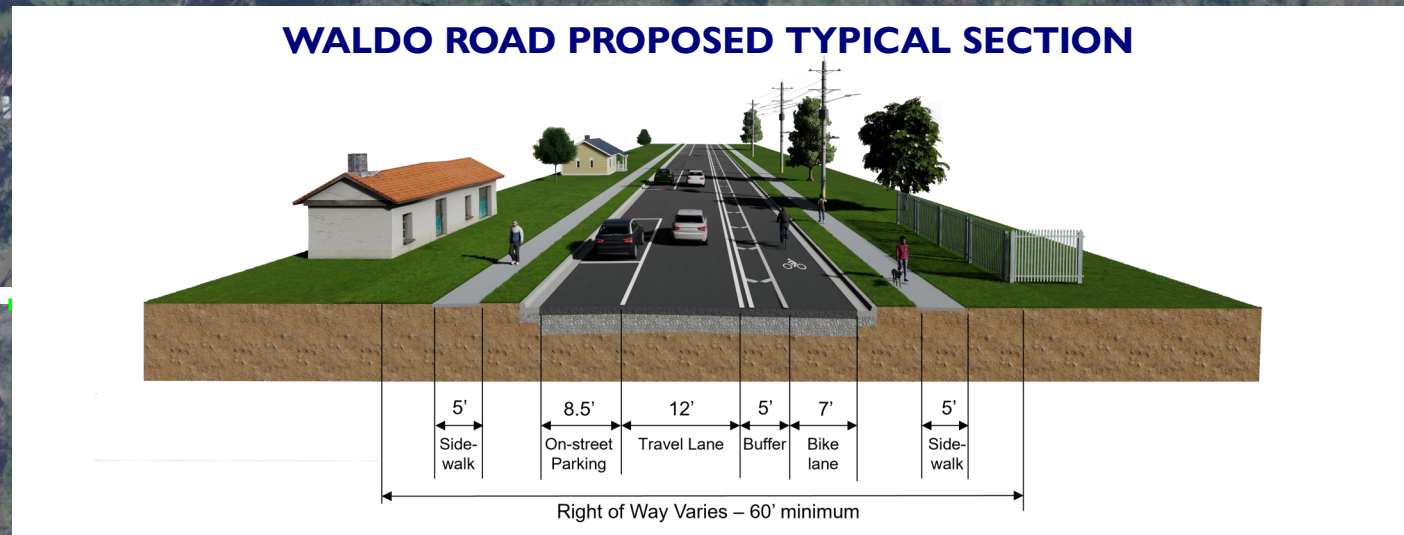 WALDO ROAD PROPOSED TYPICAL SECTION
5’ 8.5’ 12’ 5’ 7’ 5’
Side- On-street Travel Lane Buffer Bike Side-
walk Parking lane walk
Right of Way Varies – 60’ minimum